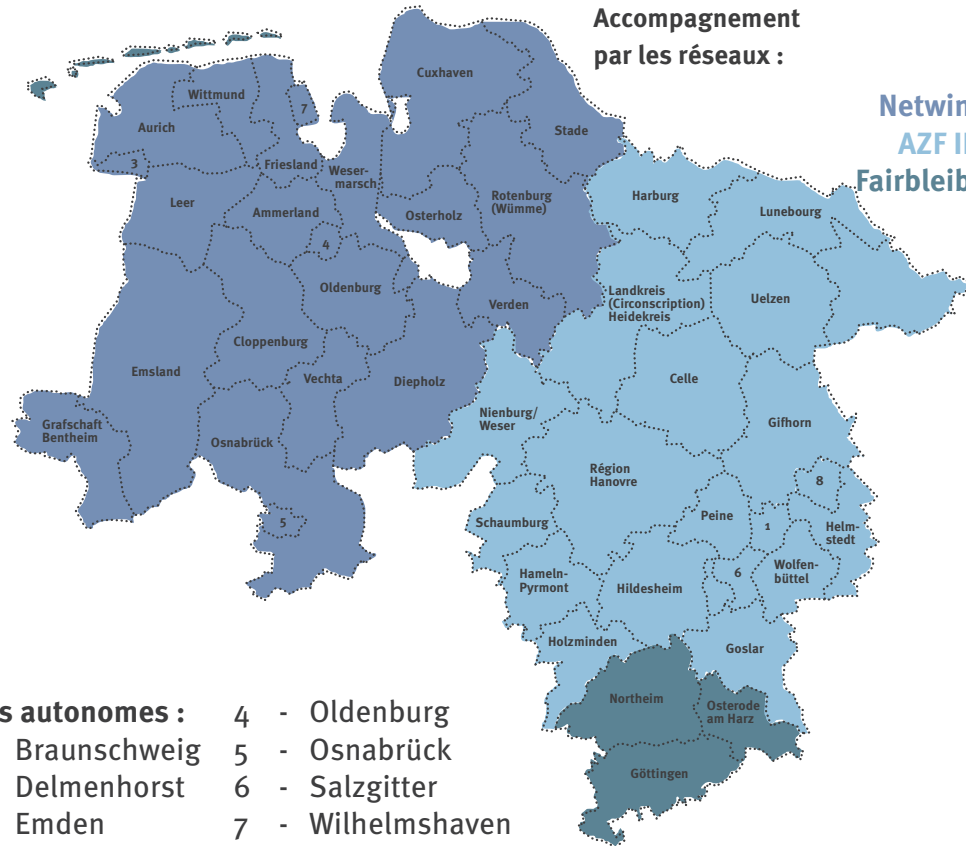 Accompagnement
par les réseaux :
Netwin
AZF II
Fairbleib
Cuxhaven
Wittmund
7
Aurich
Stade
3
Friesland
Weser-
marsch
Rotenburg
(Wümme)
Harburg
Leer
Ammerland
Osterholz
Lunebourg
4
Oldenburg
Landkreis
(Circonscription)
Heidekreis
Uelzen
Verden
Cloppenburg
Emsland
Vechta
Diepholz
Celle
Nienburg/
Weser
Gifhorn
Grafschaft
Bentheim
Osnabrück
Région
Hanovre
8
5
Schaumburg
Peine
1
Helm-
stedt
Hameln-
Pyrmont
Hildesheim
6
Wolfen-
büttel
Holzminden
Goslar
Northeim
Osterode
am Harz
Göttingen
s autonomes : 4 - Oldenburg
Braunschweig 5 - Osnabrück
Delmenhorst 6 - Salzgitter
Emden 7 - Wilhelmshaven